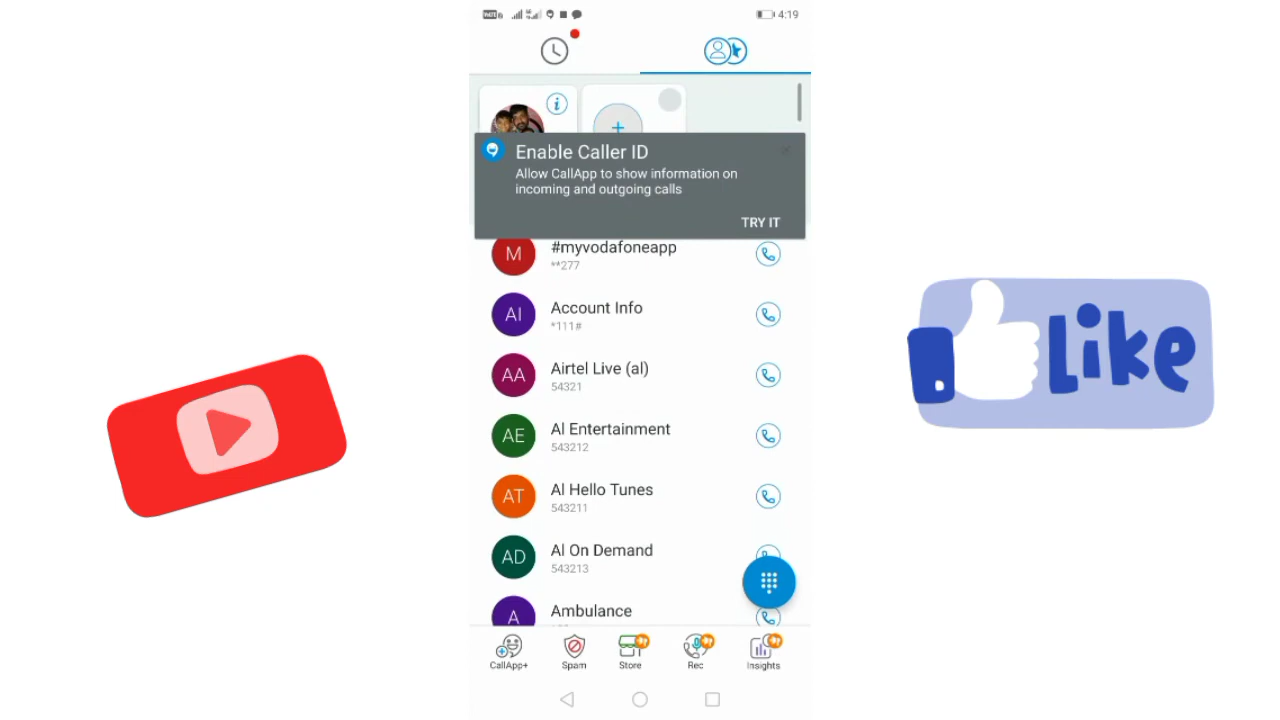 4:19
Enable Caller ID
Allow CallApp to show information on
incoming and outgoing calls
TRY IT
M
#myvodafoneapp
**277
AI
Account Info
*111#
AA
Airtel Live (al)
54321
AE
Al Entertainment
543212
AT
Al Hello Tunes
543211
AD
Al On Demand
543213
A
Ambulance
CallApp+
Spam
Store
Rec
Insights
Like